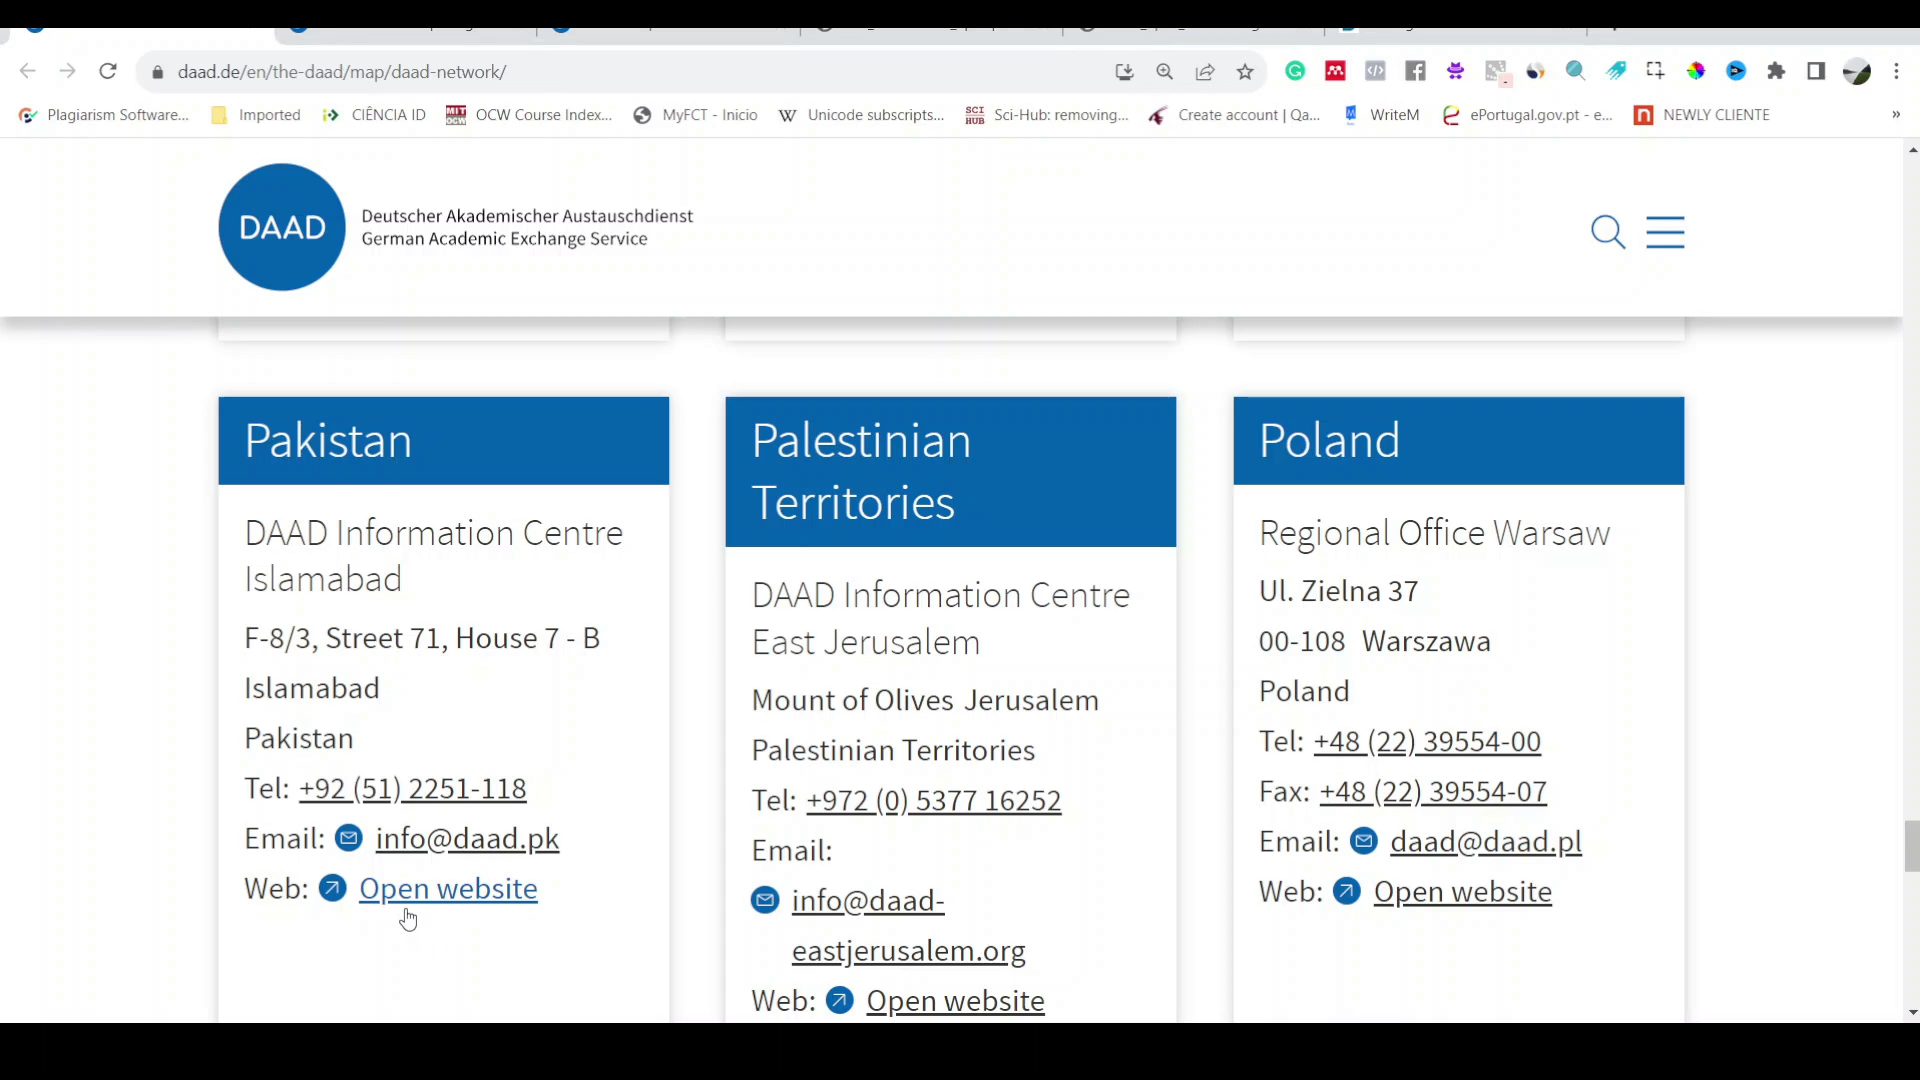 daad.de/en/the-daad/map/daad-network/
Plagiarism Software...
Imported
CIÊNCIA ID
MIT OCW
OCW Course Index...
MyFCT - Inicio
W
Unicode subscripts...
SCI HUB
Sci-Hub: removing...
Create account | Qa...
WriteM
ePortugal.gov.pt - e...
n
NEWLY CLIENTE
»
DAAD
Deutscher Akademischer Austauschdienst
German Academic Exchange Service
Pakistan
DAAD Information Centre
Islamabad
F-8/3, Street 71, House 7 - B
Islamabad
Pakistan
Tel: +92 (51) 2251-118
Email: info@daad.pk
Web: Open website
Palestinian
Territories
DAAD Information Centre
East Jerusalem
Mount of Olives Jerusalem
Palestinian Territories
Tel: +972 (0) 5377 16252
Email:
info@daad-
eastjerusalem.org
Web: Open website
Poland
Regional Office Warsaw
Ul. Zielna 37
00-108 Warszawa
Poland
Tel: +48 (22) 39554-00
Fax: +48 (22) 39554-07
Email: daad@daad.pl
Web: Open website